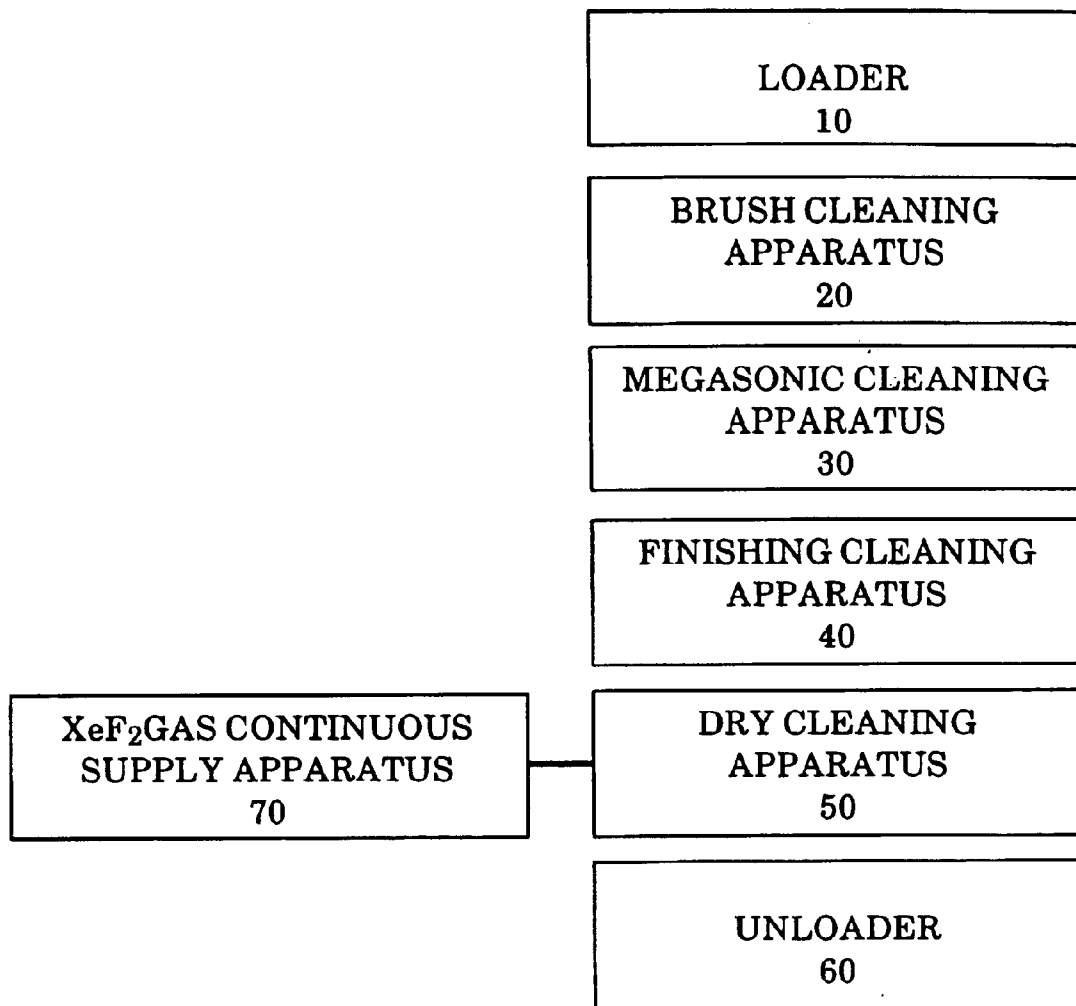 LOADER
10
BRUSH CLEANING
APPARATUS
20
MEGASONIC CLEANING
APPARATUS
30
FINISHING CLEANING
APPARATUS
40
XeF₂GAS CONTINUOUS
SUPPLY APPARATUS
70
DRY CLEANING
APPARATUS
50
UNLOADER
60